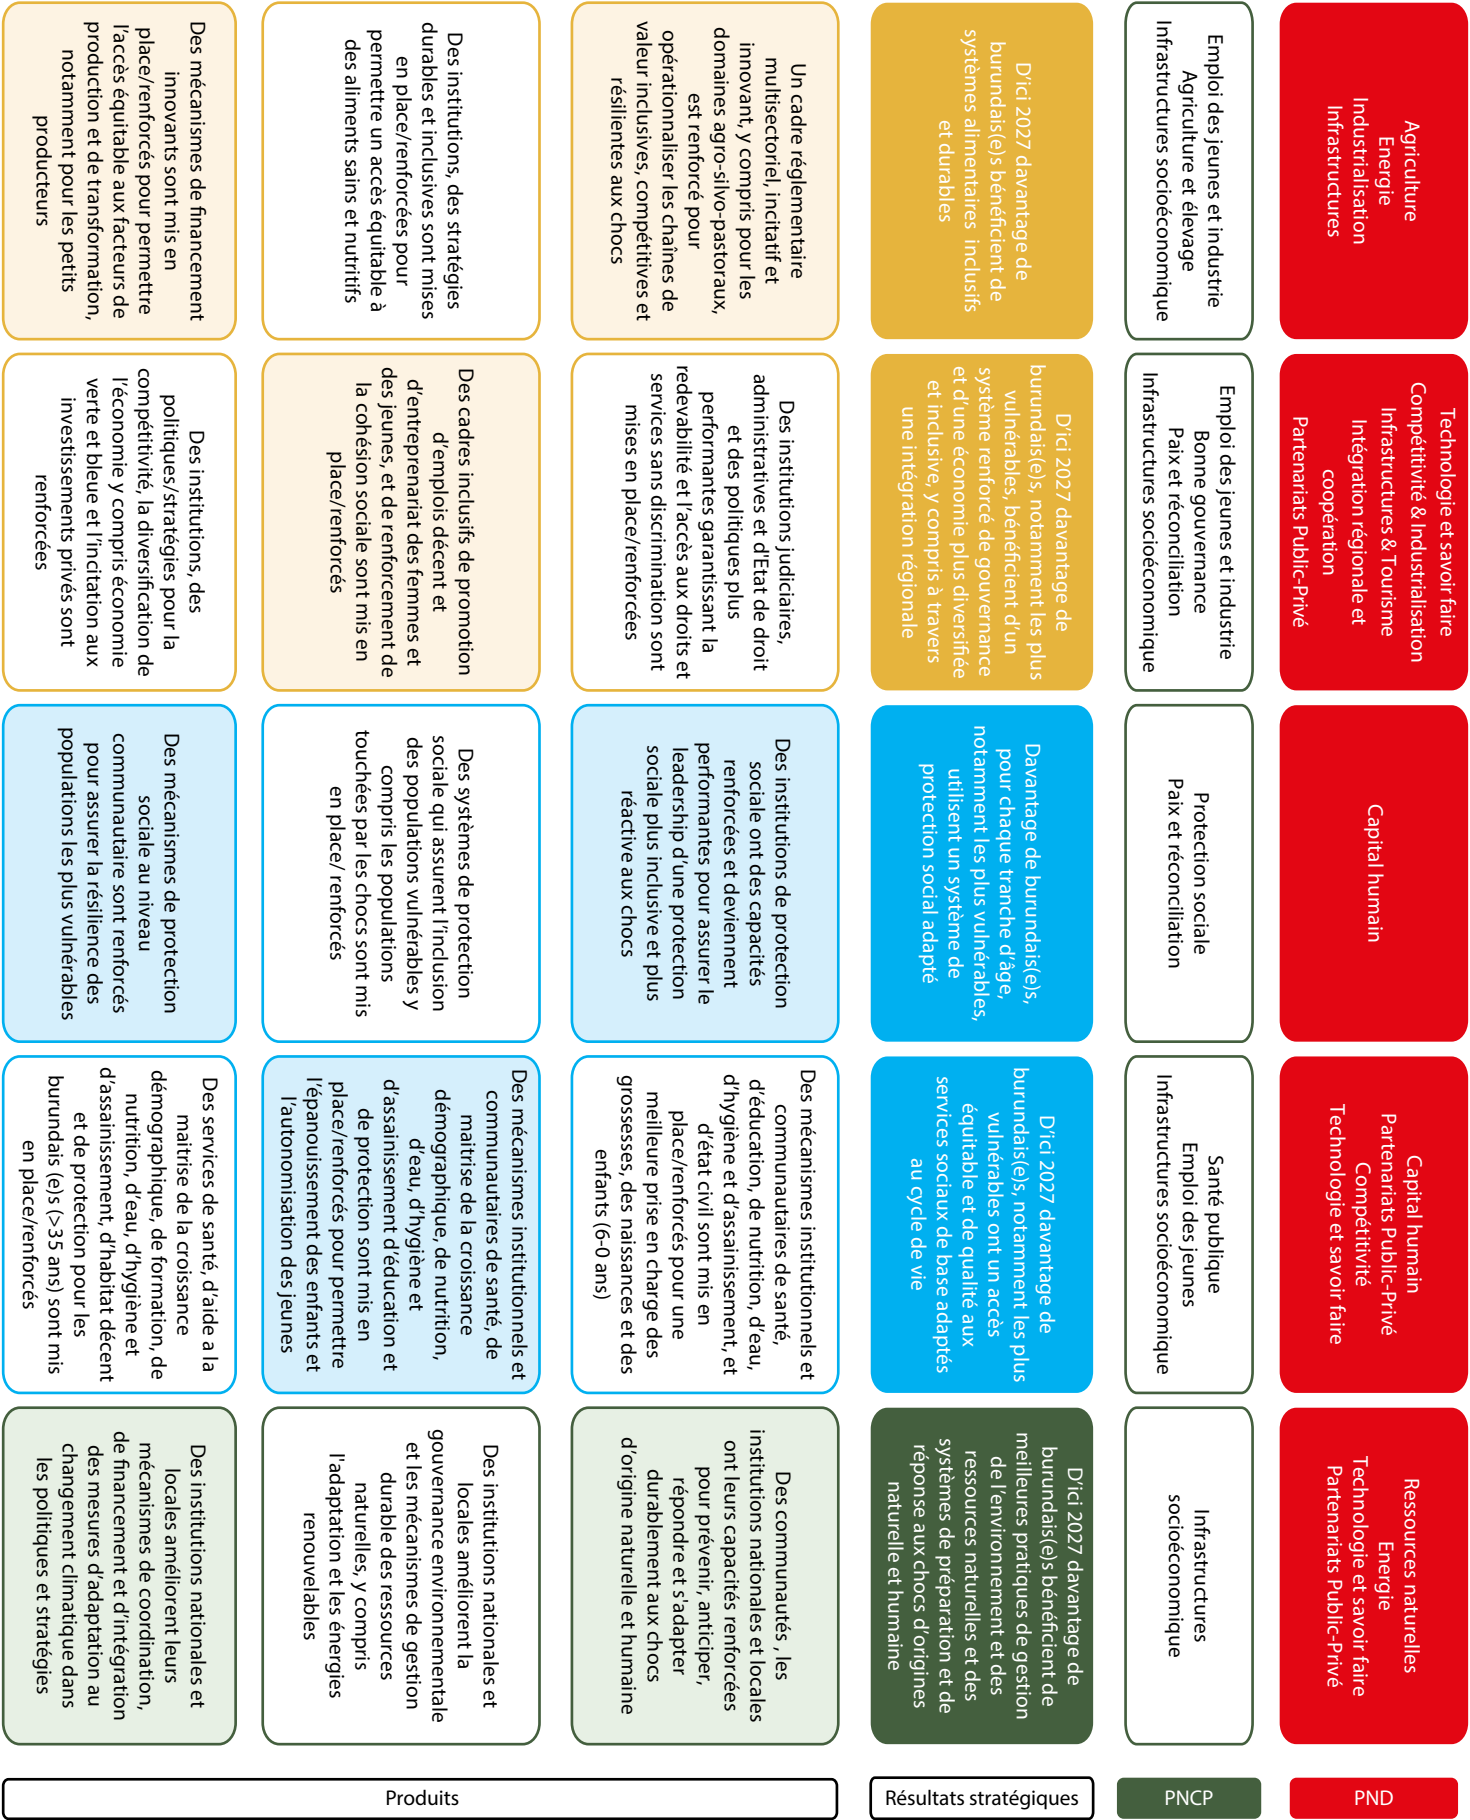 Agriculture
Energie
Industrialisation
Infrastructures
Technologie et savoir faire
Compétitivité & Industrialisation
Infrastructures & Tourisme
Intégration régionale et
coopération
Partenariats Public-Privé
Capital humain
Capital humain
Partenariats Public-Privé
Compétitivité
Technologie et savoir faire
Ressources naturelles
Energie
Technologie et savoir faire
Partenariats Public-Privé
PND
Emploi des jeunes et industrie
Agriculture et élevage
Infrastructures socioéconomique
Emploi des jeunes et industrie
Bonne gouvernance
Paix et réconciliation
Infrastructures socioéconomique
Protection sociale
Paix et réconciliation
Santé publique
Emploi des jeunes
Infrastructures socioéconomique
Infrastructures
socioéconomique
PNCP
D'ici 2027 davantage de
burundais(e)s bénéficient de
systèmes alimentaires inclusifs
et durables
D'ici 2027 davantage de
burundais(e)s, notamment les plus
vulnérables, bénéficient d'un
système renforcé de gouvernance
et d'une économie plus diversifiée
et inclusive, y compris à travers
une intégration régionale
Davantage de burundais(e)s,
pour chaque tranche d'âge,
notamment les plus vulnérables,
utilisent un système de
protection social adapté
D'ici 2027 davantage de
burundais(e)s, notamment les plus
vulnérables ont un accès
équitable et de qualité aux
services sociaux de base adaptés
au cycle de vie
D'ici 2027 davantage de
burundais(e)s bénéficient de
meilleures pratiques de gestion
de l'environnement et des
ressources naturelles et des
systèmes de préparation et de
réponse aux chocs d'origines
naturelle et humaine
Résultats stratégiques
Un cadre réglementaire
multisectoriel, incitatif et
innovant, y compris pour les
domaines agro-silvo-pastoraux,
est renforcé pour
opérationnaliser les chaînes de
valeur inclusives, compétitives et
résilientes aux chocs
Des institutions judiciaires,
administratives et d'Etat de droit
et des politiques plus
performantes garantissant la
redevabilité et l'accès aux droits et
services sans discrimination sont
mises en place/renforcées
Des institutions de protection
sociale ont des capacités
renforcées et deviennent
performantes pour assurer le
leadership d'une protection
sociale plus inclusive et plus
réactive aux chocs
Des mécanismes institutionnels et
communautaires de santé,
d'éducation, de nutrition, d'eau,
d'hygiène et d'assainissement, et
d'état civil sont mis en
place/renforcés pour une
meilleure prise en charge des
grossesses, des naissances et des
enfants (6-0 ans)
Des communautés , les
institutions nationales et locales
ont leurs capacités renforcées
pour prévenir, anticiper,
répondre et s'adapter
durablement aux chocs
d'origine naturelle et humaine
Des institutions, des stratégies
durables et inclusives sont mises
en place/renforcées pour
permettre un accès équitable à
des aliments sains et nutritifs
Des cadres inclusifs de promotion
d'emplois décent et
d'entreprenariat des femmes et
des jeunes, et de renforcement de
la cohésion sociale sont mis en
place/renforcés
Des systèmes de protection
sociale qui assurent l'inclusion
des populations vulnérables y
compris les populations
touchées par les chocs sont mis
en place/ renforcés
Des mécanismes institutionnels et
communautaires de santé, de
maitrise de la croissance
démographique, de nutrition,
d'eau, d'hygiène et
d'assainissement d'éducation et
de protection sont mis en
place/renforcés pour permettre
l'épanouissement des enfants et
l'autonomisation des jeunes
Des institutions nationales et
locales améliorent la
gouvernance environnementale
et les mécanismes de gestion
durable des ressources
naturelles, y compris
l'adaptation et les énergies
renouvelables
Des mécanismes de financement
innovants sont mis en
place/renforcés pour permettre
l'accès équitable aux facteurs de
production et de transformation,
notamment pour les petits
producteurs
Des institutions, des
politiques/stratégies pour la
compétitivité, la diversification de
l'économie y compris économie
verte et bleue et l'incitation aux
investissements privés sont
renforcées
Des mécanismes de protection
sociale au niveau
communautaire sont renforcés
pour assurer la résilience des
populations les plus vulnérables
Des services de santé, d'aide a la
maitrise de la croissance
démographique, de formation, de
nutrition, d'eau, d'hygiène et
d'assainissement, d'habitat décent
et de protection pour les
burundais (e)s (>35 ans) sont mis
en place/renforcés
Des institutions nationales et
locales améliorent leurs
mécanismes de coordination,
de financement et d'intégration
des mesures d'adaptation au
changement climatique dans
les politiques et stratégies
Produits